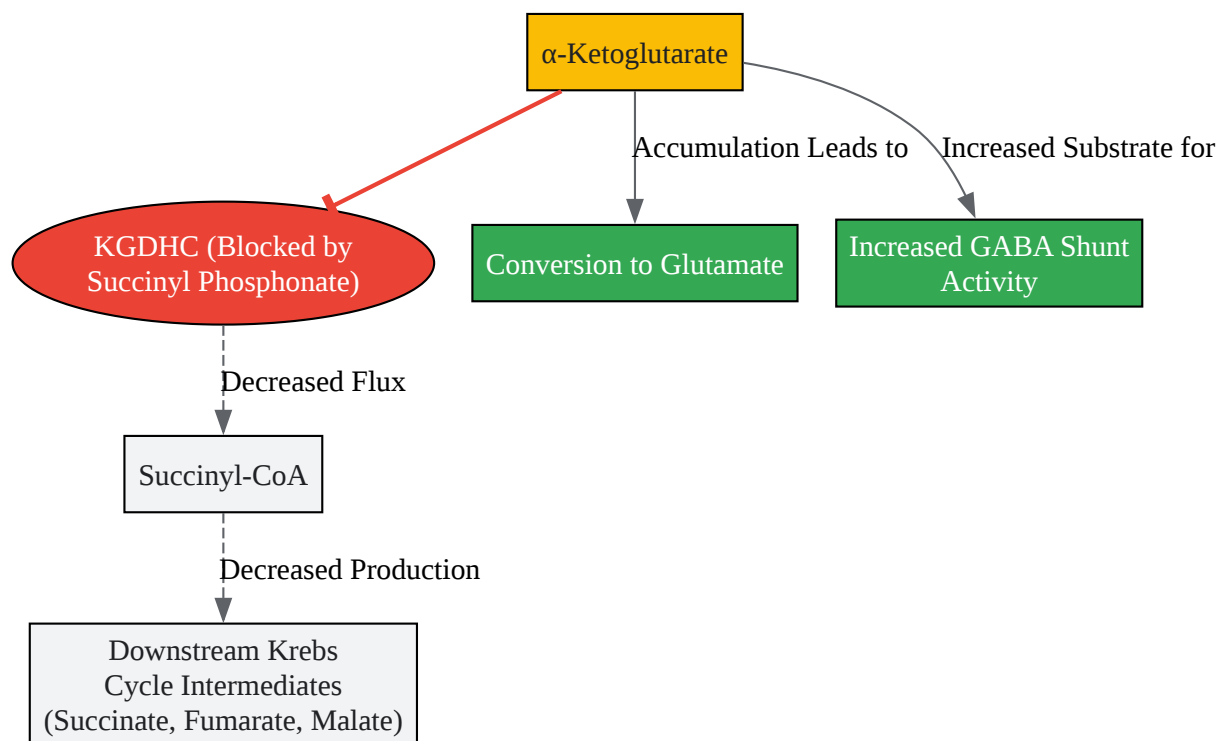 α-Ketoglutarate
Accumulation Leads to
Increased Substrate for
KGDHC (Blocked by
Succinyl Phosphonate)
Conversion to Glutamate
Increased GABA Shunt
Activity
Decreased Flux
Succinyl-CoA
Decreased Production
Downstream Krebs
Cycle Intermediates
(Succinate, Fumarate, Malate)